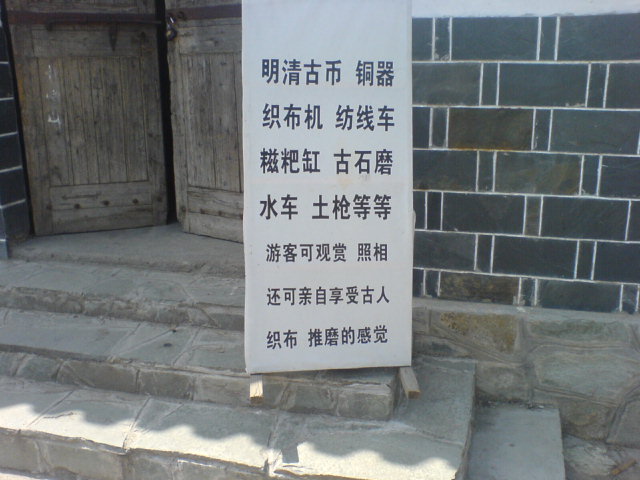 明清古币 铜器
织布机 纺线车
糍粑缸 古石磨
水车 土枪等等
游客可观赏 照相
还可亲自享受古人
织布 推磨的感觉